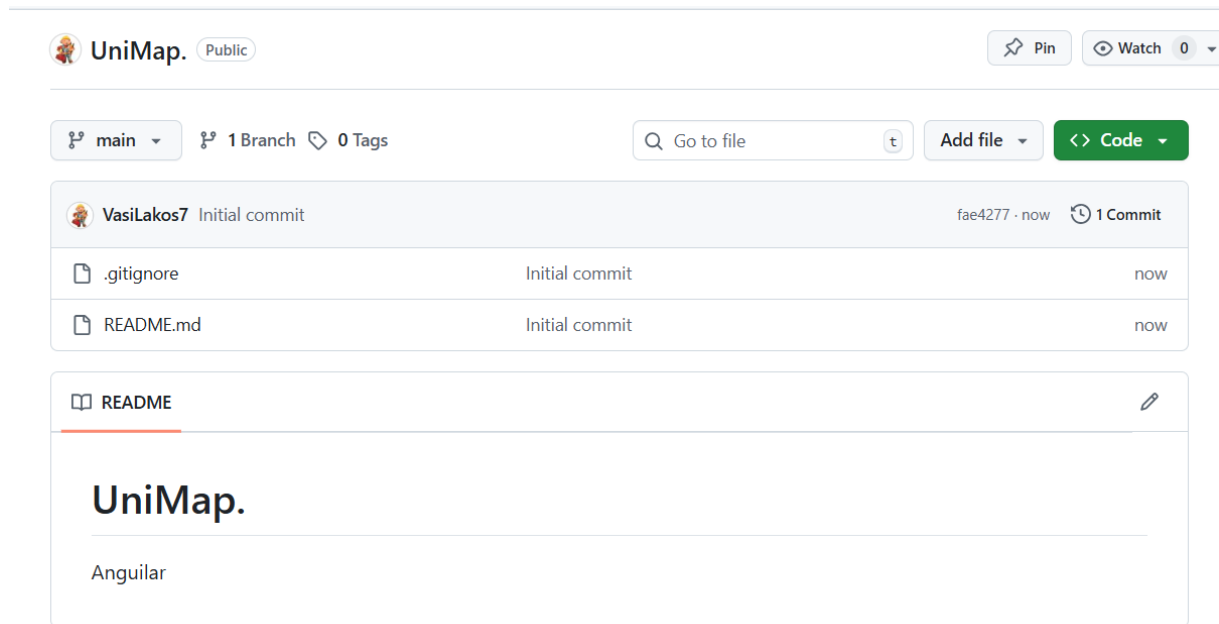 UniMap. Public Pin Watch 0
main 1 Branch 0 Tags Go to file t Add file Code
VasiLakos7 Initial commit fae4277 · now 1 Commit
.gitignore Initial commit now
README.md Initial commit now
README
UniMap.
Anguilar